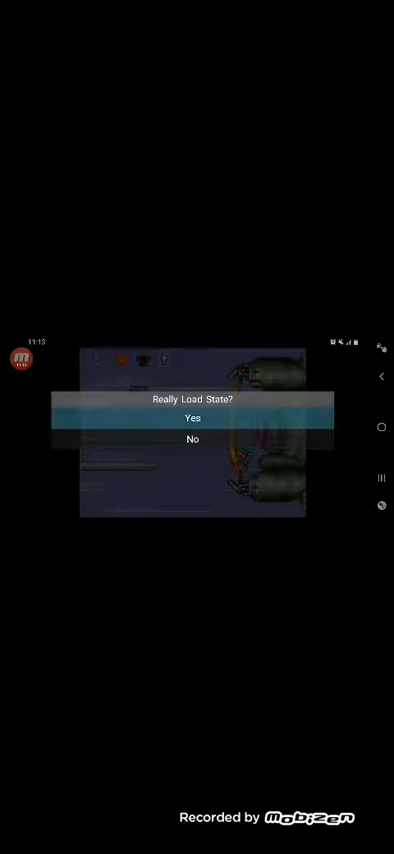 11:13
Really Load State?
Yes
No
Recorded by MOBIZEN